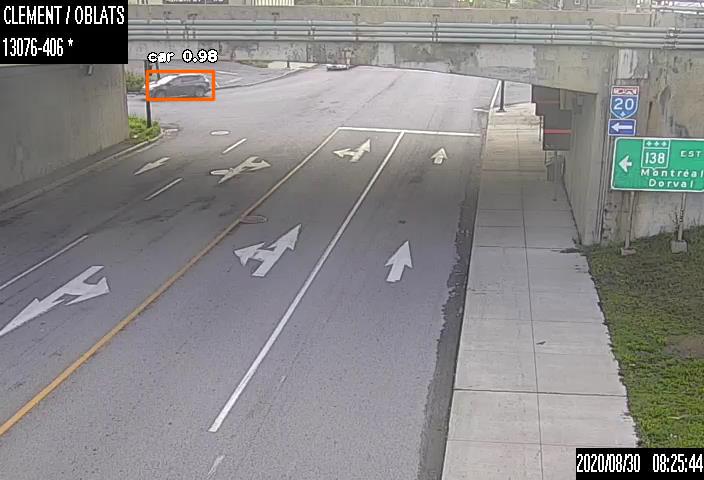 CLEMENT / OBLATS
13076-406 *
car 0.98
20
138 EST
Montréal
Dorval
2020/08/30 08:25:44